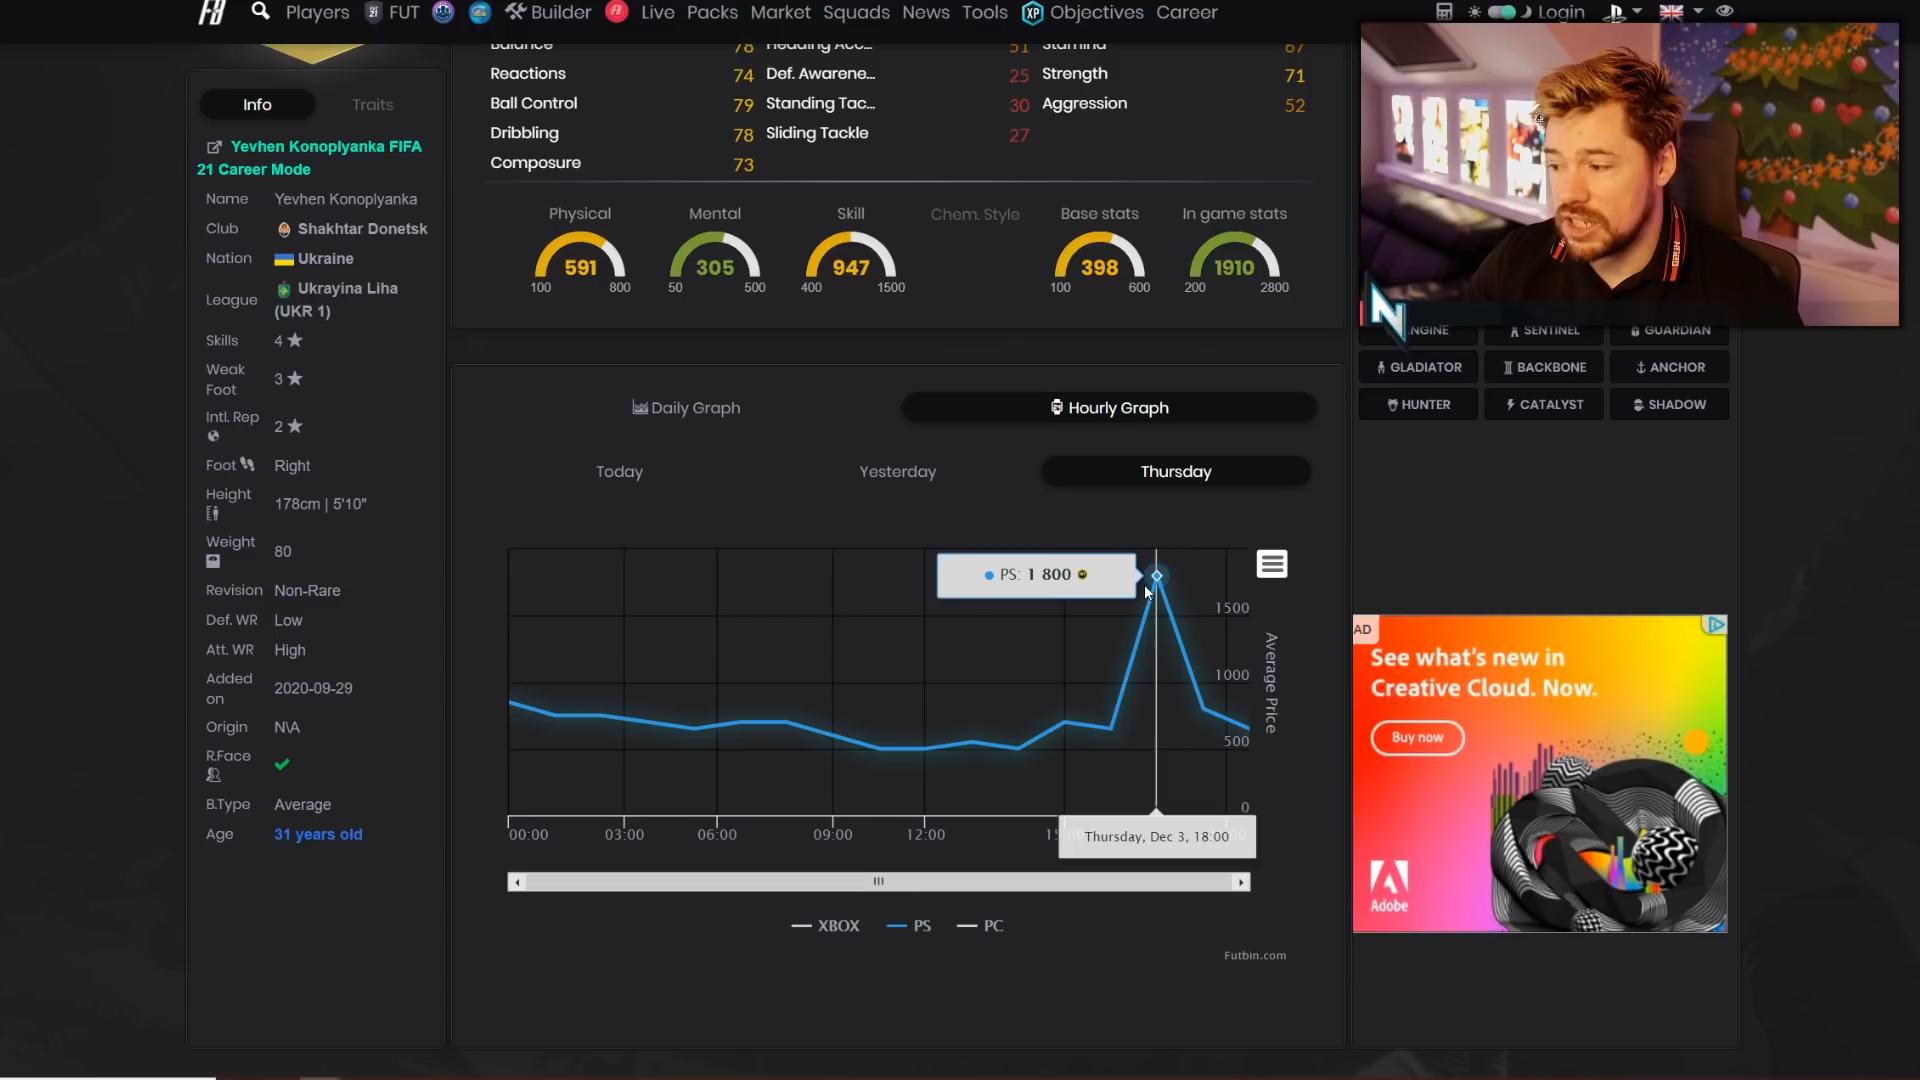 Players
21 FUT
Builder
Live
Packs
Market
Squads
News
Tools
XP Objectives
Career
Login
Info
Traits
Yevhen Konoplyanka FIFA
21 Career Mode
Name Yevhen Konoplyanka
Club Shakhtar Donetsk
Nation Ukraine
League Ukrayina Liha
(UKR 1)
Skills 4
Weak
Foot 3
Intl. Rep 2
Foot Right
Height 178cm | 5'10"
Weight 80
Revision Non-Rare
Def. WR Low
Att. WR High
Added
on 2020-09-29
Origin N\A
R.Face
B.Type Average
Age 31 years old
Balance 78 Heading Acc... 51 Stamina 67
Reactions 74 Def. Awarene... 25 Strength 71
Ball Control 79 Standing Tac... 30 Aggression 52
Dribbling 78 Sliding Tackle 27
Composure 73
Physical Mental Skill Chem. Style Base stats In game stats
591 305 947 398 1910
100 800 50 500 400 1500 100 600 200 2800
Daily Graph Hourly Graph
Today Yesterday Thursday
PS: 1 800
1500
1000
500
0
Average Price
00:00 03:00 06:00 09:00 12:00
Thursday, Dec 3, 18:00
XBOX PS PC
Futbin.com
N
SENTINEL GUARDIAN
GLADIATOR BACKBONE ANCHOR
HUNTER CATALYST SHADOW
AD
See what's new in
Creative Cloud. Now.
Buy now
Adobe